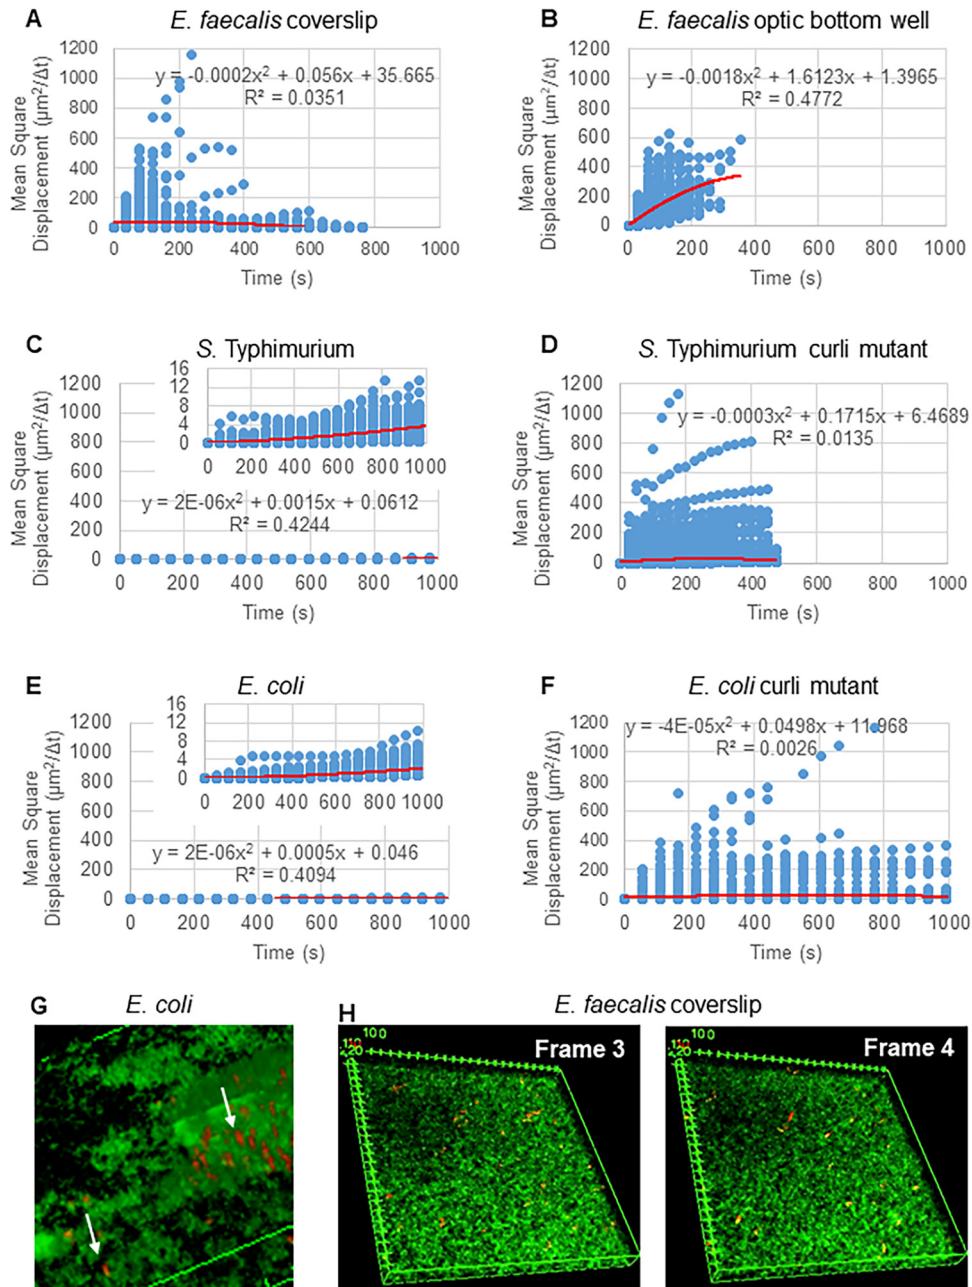 A
E. faecalis coverslip
Mean Square
Displacement (µm²/Δt)
1200
1000
800
600
400
200
0
y = -0.0002x² + 0.056x + 35.665
R² = 0.0351
0 200 400 600 800 1000
Time (s)
B
E. faecalis optic bottom well
Mean Square
Displacement (µm²/Δt)
1200
1000
800
600
400
200
0
y = -0.0018x² + 1.6123x + 1.3965
R² = 0.4772
0 200 400 600 800 1000
Time (s)
C
S. Typhimurium
Mean Square
Displacement (µm²/Δt)
1200
1000
800
600
400
200
0
16
12
8
4
0
0 200 400 600 800 1000
y = 2E-06x² + 0.0015x + 0.0612
R² = 0.4244
0 200 400 600 800 1000
Time (s)
D
S. Typhimurium curli mutant
Mean Square
Displacement (µm²/Δt)
1200
1000
800
600
400
200
0
y = -0.0003x² + 0.1715x + 6.4689
R² = 0.0135
0 200 400 600 800 1000
Time (s)
E
E. coli
Mean Square
Displacement (µm²/Δt)
1200
1000
800
600
400
200
0
16
12
8
4
0
0 200 400 600 800 1000
y = 2E-06x² + 0.0005x + 0.046
R² = 0.4094
0 200 400 600 800 1000
Time (s)
F
E. coli curli mutant
Mean Square
Displacement (µm²/Δt)
1200
1000
800
600
400
200
0
y = -4E-05x² + 0.0498x + 11.968
R² = 0.0026
0 200 400 600 800 1000
Time (s)
G
E. coli
H
E. faecalis coverslip
100
Frame 3
100
Frame 4